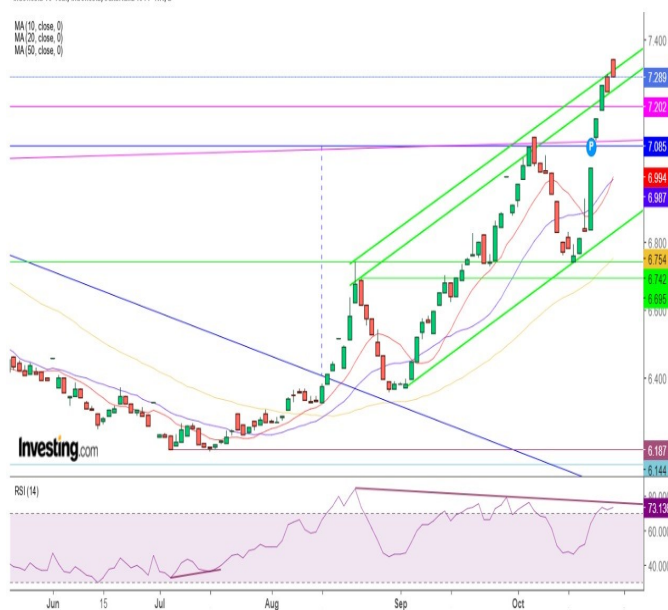 MA (10, close, 0)
MA (20, close, 0)
MA (50, close, 0)
7.400
7.289
7.202
7.085
P
6.994
6.987
6.800
6.754
6.742
6.695
6.600
6.400
Investing.com
6.187
6.144
RSI (14)
80.000
73.136
60.000
40.000
Jun 15 Jul Aug Sep Oct